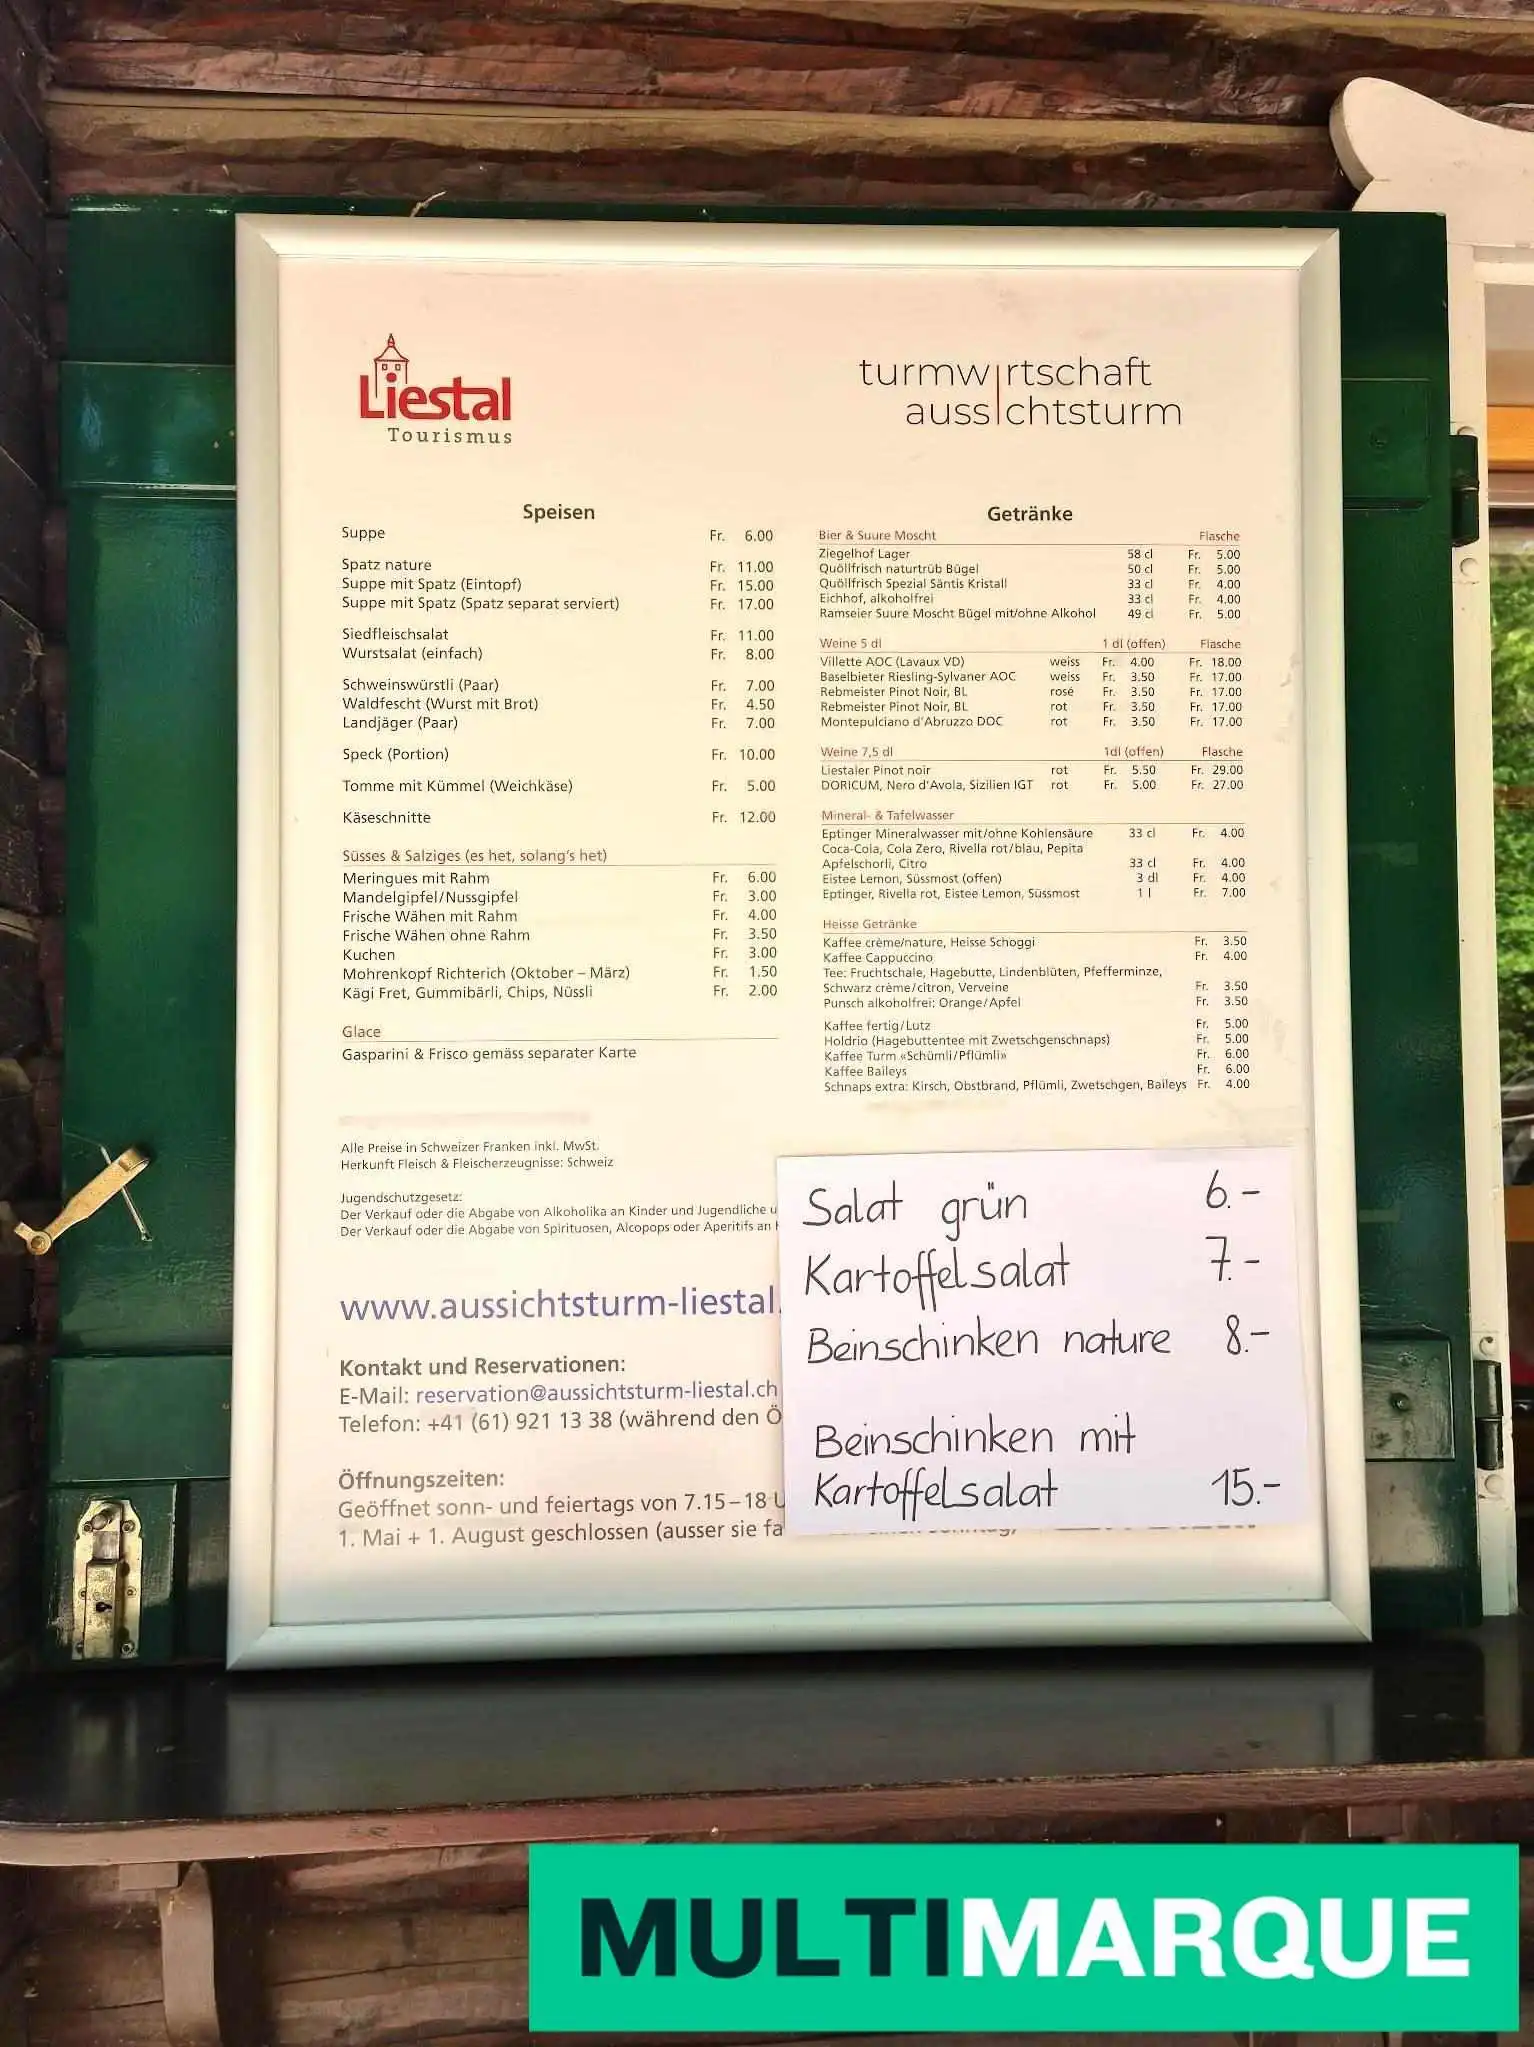 Liestal
Tourismus
turmwirtschaft
aussichtsturm
Speisen
Suppe Fr. 6.00
Spatz nature Fr. 11.00
Suppe mit Spatz (Eintopf) Fr. 15.00
Suppe mit Spatz (Spatz separat serviert) Fr. 17.00
Siedfleischsalat Fr. 11.00
Wurstsalat (einfach) Fr. 8.00
Schweinswürstli (Paar) Fr. 7.00
Waldfescht (Wurst mit Brot) Fr. 4.50
Landjäger (Paar) Fr. 7.00
Speck (Portion) Fr. 10.00
Tomme mit Kümmel (Weichkäse) Fr. 5.00
Käseschnitte Fr. 12.00
Süsses & Salziges (es het, solang's het)
Meringues mit Rahm Fr. 6.00
Mandelgipfel/Nussgipfel Fr. 3.00
Frische Wähen mit Rahm Fr. 4.00
Frische Wähen ohne Rahm Fr. 3.50
Kuchen Fr. 3.00
Mohrenkopf Richterich (Oktober – März) Fr. 1.50
Kägi Fret, Gummibärli, Chips, Nüssli Fr. 2.00
Glace
Gasparini & Frisco gemäss separater Karte
Getränke
Bier & Suure Moscht Flasche
Ziegelhof Lager 58 cl Fr. 5.00
Quöllfrisch naturtrüb Bügel 50 cl Fr. 5.00
Quöllfrisch Spezial Säntis Kristall 33 cl Fr. 4.00
Eichhof, alkoholfrei 33 cl Fr. 4.00
Ramseier Suure Moscht Bügel mit/ohne Alkohol 49 cl Fr. 5.00
Weine 5 dl 1 dl (offen) Flasche
Villette AOC (Lavaux VD) weiss Fr. 4.00 Fr. 18.00
Baselbieter Riesling-Sylvaner AOC weiss Fr. 3.50 Fr. 17.00
Rebmeister Pinot Noir, BL rosé Fr. 3.50 Fr. 17.00
Rebmeister Pinot Noir, BL rot Fr. 3.50 Fr. 17.00
Montepulciano d'Abruzzo DOC rot Fr. 3.50 Fr. 17.00
Weine 7,5 dl 1dl (offen) Flasche
Liestaler Pinot noir rot Fr. 5.50 Fr. 29.00
DORICUM, Nero d'Avola, Sizilien IGT rot Fr. 5.00 Fr. 27.00
Mineral- & Tafelwasser
Eptinger Mineralwasser mit/ohne Kohlensäure 33 cl Fr. 4.00
Coca-Cola, Cola Zero, Rivella rot/blau, Pepita
Apfelschorli, Citro 33 cl Fr. 4.00
Eistee Lemon, Süssmost (offen) 3 dl Fr. 4.00
Eptinger, Rivella rot, Eistee Lemon, Süssmost 1 l Fr. 7.00
Heisse Getränke
Kaffee crème/nature, Heisse Schoggi Fr. 3.50
Kaffee Cappuccino Fr. 4.00
Tee: Fruchtschale, Hagebutte, Lindenblüten, Pfefferminze,
Schwarz crème/citron, Verveine Fr. 3.50
Punsch alkoholfrei: Orange/Apfel Fr. 3.50
Kaffee fertig/Lutz Fr. 5.00
Holdrio (Hagebuttentee mit Zwetschgenschnaps) Fr. 5.00
Kaffee Turm «Schümli/Pflümli» Fr. 6.00
Kaffee Baileys Fr. 6.00
Schnaps extra: Kirsch, Obstbrand, Pflümli, Zwetschgen, Baileys Fr. 4.00
Alle Preise in Schweizer Franken inkl. MwSt.
Herkunft Fleisch & Fleischerzeugnisse: Schweiz
Jugendschutzgesetz:
Der Verkauf oder die Abgabe von Alkoholika an Kinder und Jugendliche
Der Verkauf oder die Abgabe von Spirituosen, Alcopops oder Aperitifs an
www.aussichtsturm-liestal.
Kontakt und Reservationen:
E-Mail: reservation@aussichtsturm-liestal.ch
Telefon: +41 (61) 921 13 38 (während den
Öffnungszeiten:
Geöffnet sonn- und feiertags von 7.15–18
1. Mai + 1. August geschlossen (ausser sie
Salat grün 6.-
Kartoffelsalat 7.-
Beinschinken nature 8.-
Beinschinken mit
Kartoffelsalat 15.-
MULTIMARQUE